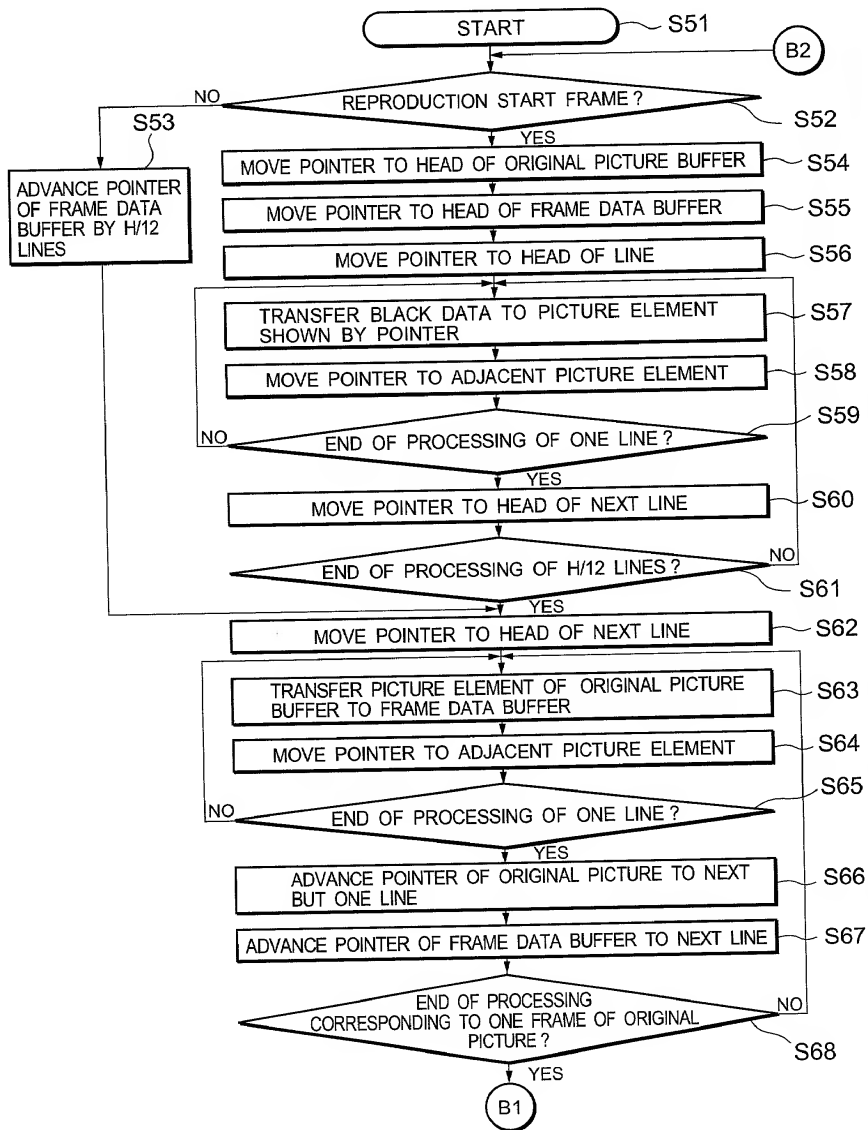 START
S51
B2
NO
S53
REPRODUCTION START FRAME ?
S52
YES
ADVANCE POINTER
OF FRAME DATA
BUFFER BY H/12
LINES
MOVE POINTER TO HEAD OF ORIGINAL PICTURE BUFFER
S54
MOVE POINTER TO HEAD OF FRAME DATA BUFFER
S55
MOVE POINTER TO HEAD OF LINE
S56
TRANSFER BLACK DATA TO PICTURE ELEMENT
SHOWN BY POINTER
S57
MOVE POINTER TO ADJACENT PICTURE ELEMENT
S58
S59
NO
END OF PROCESSING OF ONE LINE ?
YES
MOVE POINTER TO HEAD OF NEXT LINE
S60
NO
END OF PROCESSING OF H/12 LINES ?
S61
YES
MOVE POINTER TO HEAD OF NEXT LINE
S62
TRANSFER PICTURE ELEMENT OF ORIGINAL PICTURE
BUFFER TO FRAME DATA BUFFER
S63
MOVE POINTER TO ADJACENT PICTURE ELEMENT
S64
S65
NO
END OF PROCESSING OF ONE LINE ?
YES
ADVANCE POINTER OF ORIGINAL PICTURE TO NEXT
BUT ONE LINE
S66
ADVANCE POINTER OF FRAME DATA BUFFER TO NEXT LINE
S67
END OF PROCESSING
CORRESPONDING TO ONE FRAME OF ORIGINAL
PICTURE ?
NO
S68
YES
B1